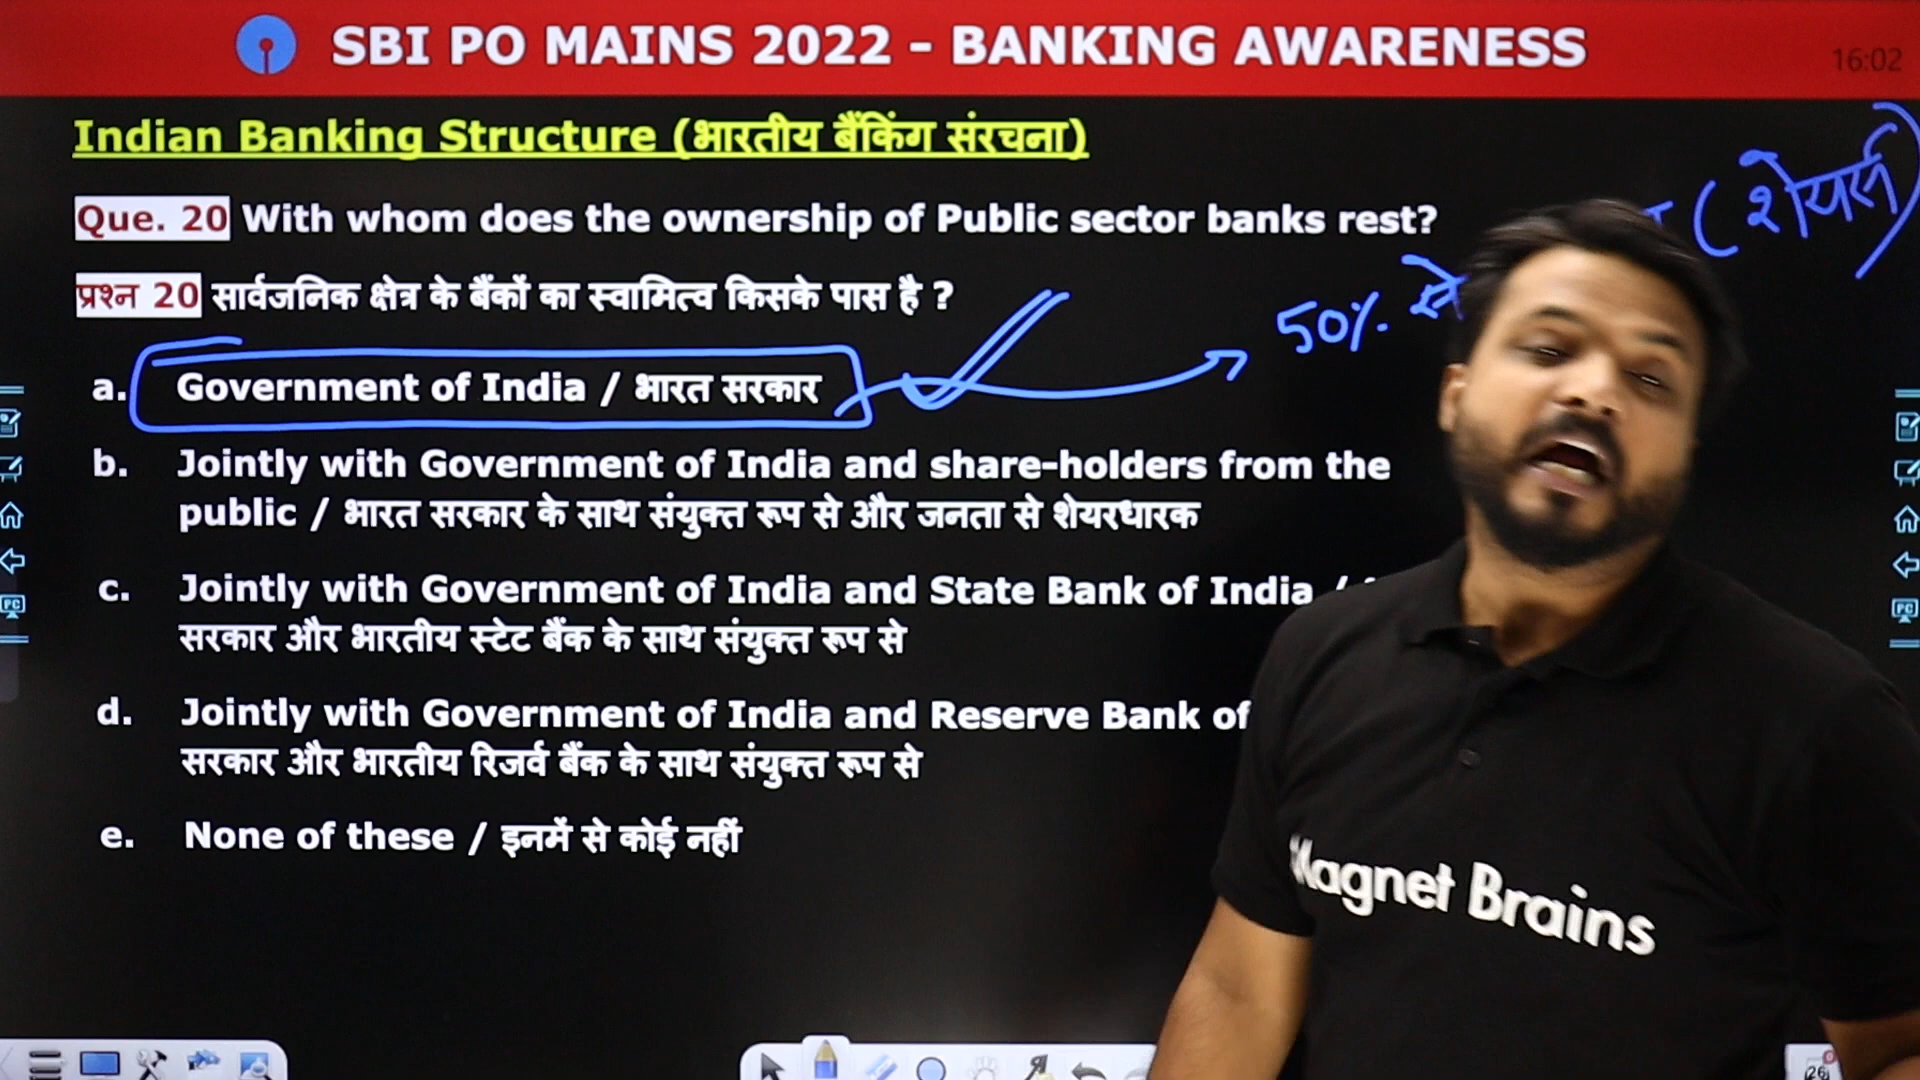 SBI PO MAINS 2022 - BANKING AWARENESS
16:02
Indian Banking Structure (भारतीय बैंकिंग संरचना)
Que. 20 With whom does the ownership of Public sector banks rest?
(शेयर्स)
प्रश्न 20 सार्वजनिक क्षेत्र के बैंकों का स्वामित्व किसके पास है ?
50% से
a. Government of India / भारत सरकार
b. Jointly with Government of India and share-holders from the
public / भारत सरकार के साथ संयुक्त रूप से और जनता से शेयरधारक
c. Jointly with Government of India and State Bank of India /
सरकार और भारतीय स्टेट बैंक के साथ संयुक्त रूप से
d. Jointly with Government of India and Reserve Bank of
सरकार और भारतीय रिजर्व बैंक के साथ संयुक्त रूप से
e. None of these / इनमें से कोई नहीं
Magnet Brains
PC
PC
26